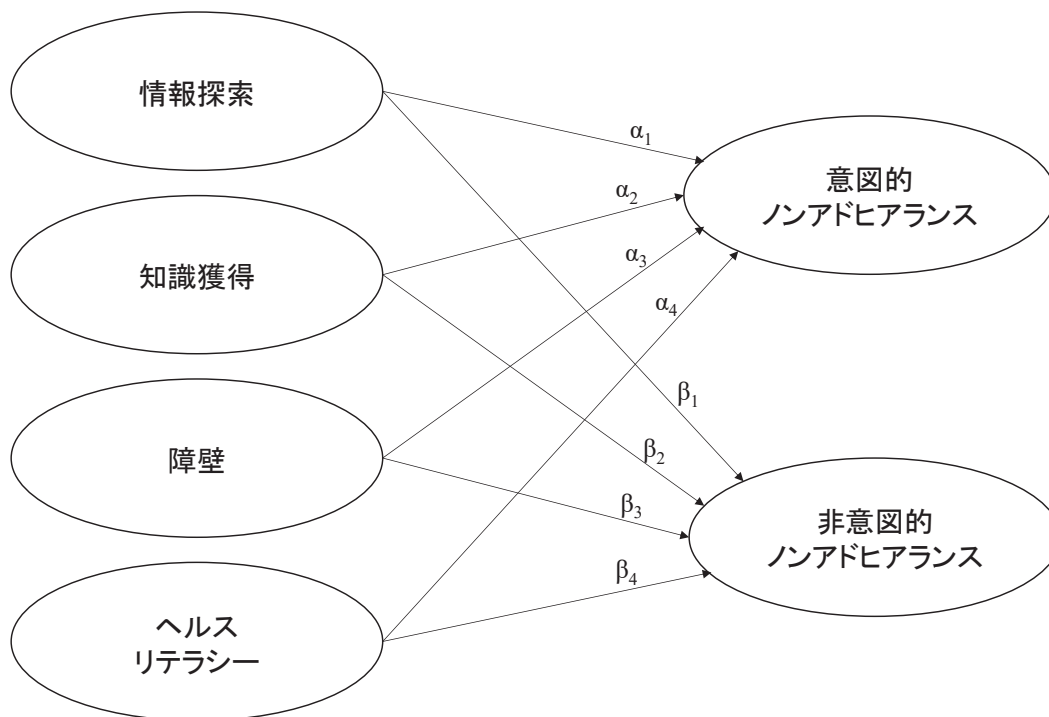 情報探索
知識獲得
障壁
ヘルス
リテラシー
α1
α2
α3
α4
β1
β2
β3
β4
意図的
ノンアドヒアランス
非意図的
ノンアドヒアランス